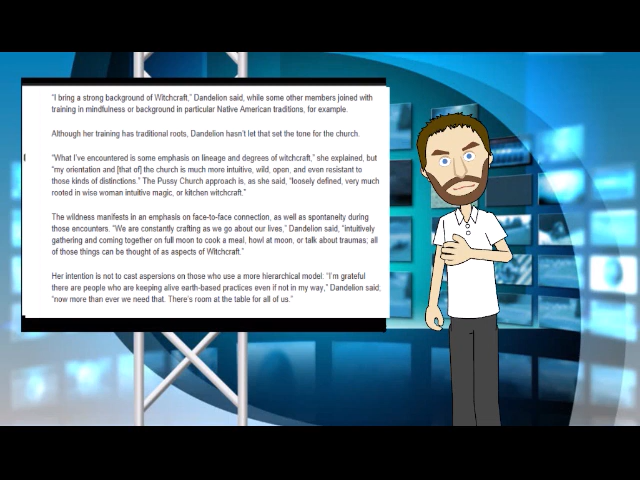 “I bring a strong background of Witchcraft,” Dandelion said, while some other members joined with
training in mindfulness or background in particular Native American traditions, for example.
Although her training has traditional roots, Dandelion hasn’t let that set the tone for the church.
“What I’ve encountered is some emphasis on lineage and degrees of witchcraft,” she explained, but
“my orientation and [that of] the church is much more intuitive, wild, open, and even resistant to
those kinds of distinctions.” The Pussy Church approach is, as she said, “loosely defined, very much
rooted in wise woman intuitive magic, or kitchen witchcraft.”
The wildness manifests in an emphasis on face-to-face connection, as well as spontaneity during
those encounters. “We are constantly crafting as we go about our lives,” Dandelion said, “intuitively
gathering and coming together on full moon to cook a meal, howl at moon, or talk about traumas; all
of those things can be thought of as aspects of Witchcraft.”
Her intention is not to cast aspersions on those who use a more hierarchical model. “I’m grateful
there are people who are keeping alive earth-based practices even if not in my way,” Dandelion said,
“now more than ever we need that. There’s room at the table for all of us.”